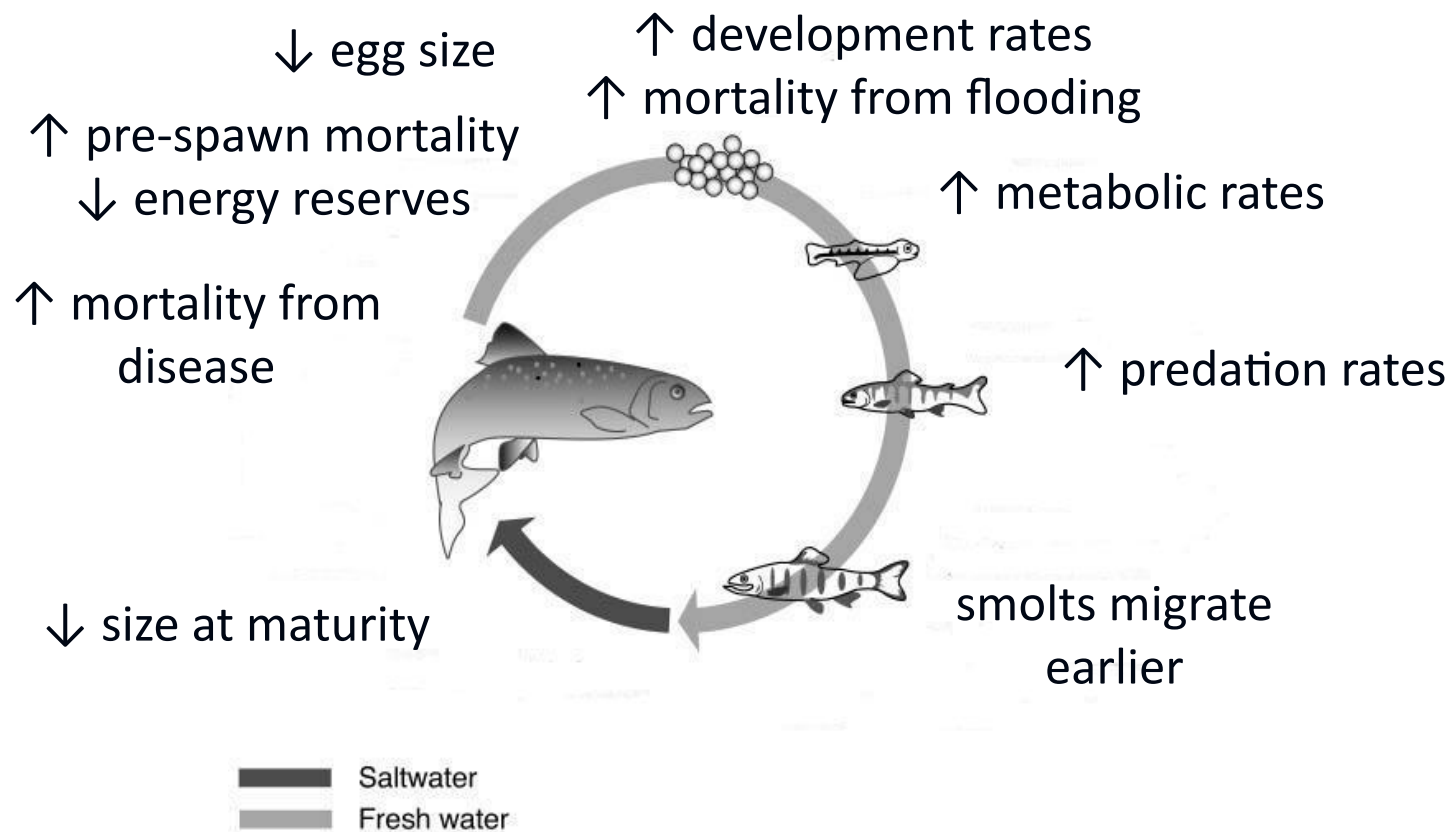 ↓ egg size
↑ development rates
↑ mortality from flooding
↑ pre-spawn mortality
↓ energy reserves
↑ metabolic rates
↑ mortality from
disease
↑ predation rates
↓ size at maturity
smolts migrate
earlier
Saltwater
Fresh water